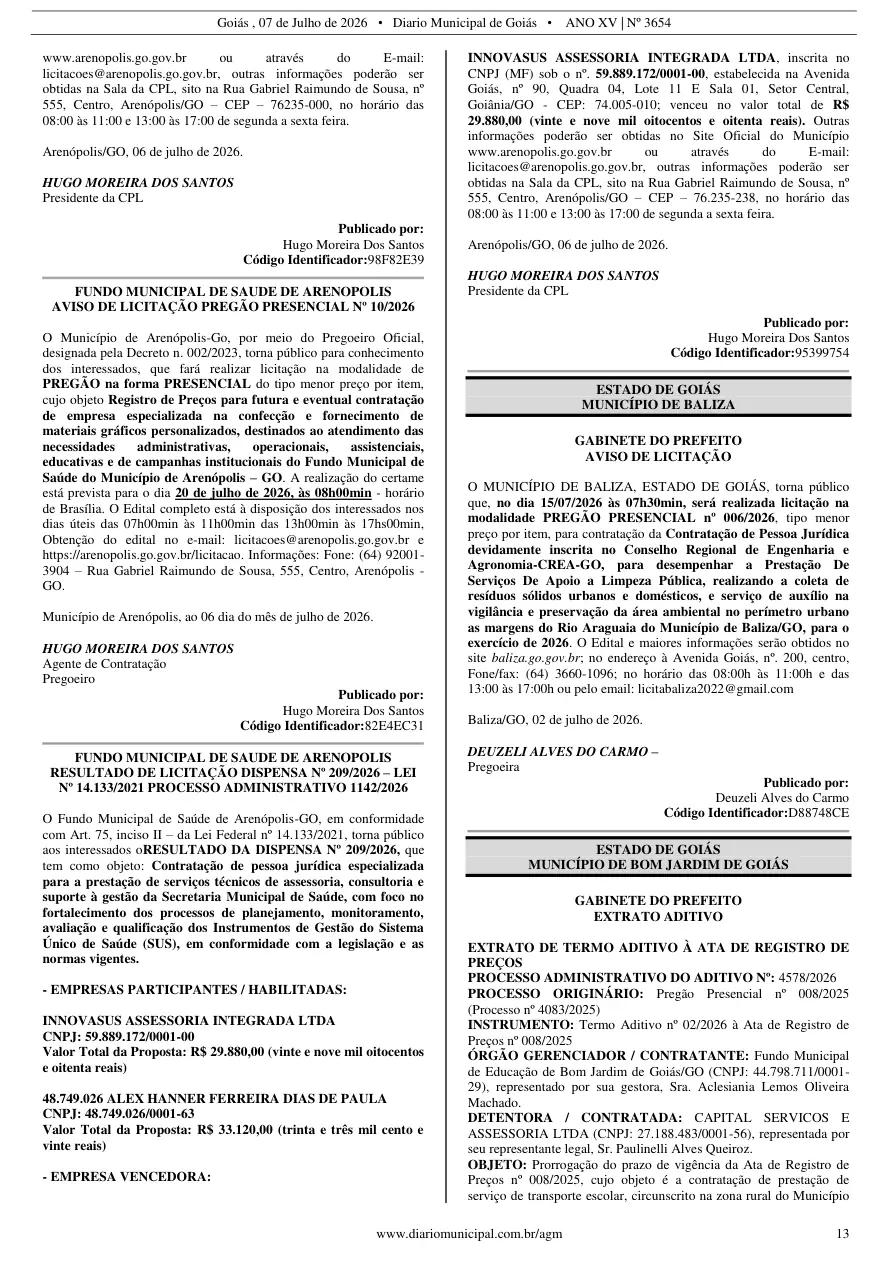 Goiás , 07 de Julho de 2026 • Diario Municipal de Goiás • ANO XV | Nº 3654
www.arenopolis.go.gov.br ou através do E-mail:
licitacoes@arenopolis.go.gov.br, outras informações poderão ser
obtidas na Sala da CPL, sito na Rua Gabriel Raimundo de Sousa, nº
555, Centro, Arenópolis/GO – CEP – 76235-000, no horário das
08:00 às 11:00 e 13:00 às 17:00 de segunda a sexta feira.
Arenópolis/GO, 06 de julho de 2026.
HUGO MOREIRA DOS SANTOS
Presidente da CPL
Publicado por:
Hugo Moreira Dos Santos
Código Identificador:98F82E39
FUNDO MUNICIPAL DE SAUDE DE ARENOPOLIS
AVISO DE LICITAÇÃO PREGÃO PRESENCIAL Nº 10/2026
O Município de Arenópolis-Go, por meio do Pregoeiro Oficial,
designada pela Decreto n. 002/2023, torna público para conhecimento
dos interessados, que fará realizar licitação na modalidade de
PREGÃO na forma PRESENCIAL do tipo menor preço por item,
cujo objeto Registro de Preços para futura e eventual contratação
de empresa especializada na confecção e fornecimento de
materiais gráficos personalizados, destinados ao atendimento das
necessidades administrativas, operacionais, assistenciais,
educativas e de campanhas institucionais do Fundo Municipal de
Saúde do Município de Arenópolis – GO. A realização do certame
está prevista para o dia 20 de julho de 2026, às 08h00min - horário
de Brasília. O Edital completo está à disposição dos interessados nos
dias úteis das 07h00min às 11h00min das 13h00min às 17hs00min,
Obtenção do edital no e-mail: licitacoes@arenopolis.go.gov.br e
https://arenopolis.go.gov.br/licitacao. Informações: Fone: (64) 92001-
3904 – Rua Gabriel Raimundo de Sousa, 555, Centro, Arenópolis -
GO.
Município de Arenópolis, ao 06 dia do mês de julho de 2026.
HUGO MOREIRA DOS SANTOS
Agente de Contratação
Pregoeiro
Publicado por:
Hugo Moreira Dos Santos
Código Identificador:82E4EC31
FUNDO MUNICIPAL DE SAUDE DE ARENOPOLIS
RESULTADO DE LICITAÇÃO DISPENSA Nº 209/2026 – LEI
Nº 14.133/2021 PROCESSO ADMINISTRATIVO 1142/2026
O Fundo Municipal de Saúde de Arenópolis-GO, em conformidade
com Art. 75, inciso II – da Lei Federal nº 14.133/2021, torna público
aos interessados oRESULTADO DA DISPENSA Nº 209/2026, que
tem como objeto: Contratação de pessoa jurídica especializada
para a prestação de serviços técnicos de assessoria, consultoria e
suporte à gestão da Secretaria Municipal de Saúde, com foco no
fortalecimento dos processos de planejamento, monitoramento,
avaliação e qualificação dos Instrumentos de Gestão do Sistema
Único de Saúde (SUS), em conformidade com a legislação e as
normas vigentes.
- EMPRESAS PARTICIPANTES / HABILITADAS:
INNOVASUS ASSESSORIA INTEGRADA LTDA
CNPJ: 59.889.172/0001-00
Valor Total da Proposta: R$ 29.880,00 (vinte e nove mil oitocentos
e oitenta reais)
48.749.026 ALEX HANNER FERREIRA DIAS DE PAULA
CNPJ: 48.749.026/0001-63
Valor Total da Proposta: R$ 33.120,00 (trinta e três mil cento e
vinte reais)
- EMPRESA VENCEDORA:
INNOVASUS ASSESSORIA INTEGRADA LTDA, inscrita no
CNPJ (MF) sob o nº. 59.889.172/0001-00, estabelecida na Avenida
Goiás, nº 90, Quadra 04, Lote 11 E Sala 01, Setor Central,
Goiânia/GO - CEP: 74.005-010; venceu no valor total de R$
29.880,00 (vinte e nove mil oitocentos e oitenta reais). Outras
informações poderão ser obtidas no Site Oficial do Município
www.arenopolis.go.gov.br ou através do E-mail:
licitacoes@arenopolis.go.gov.br, outras informações poderão ser
obtidas na Sala da CPL, sito na Rua Gabriel Raimundo de Sousa, nº
555, Centro, Arenópolis/GO – CEP – 76.235-238, no horário das
08:00 às 11:00 e 13:00 às 17:00 de segunda a sexta feira.
Arenópolis/GO, 06 de julho de 2026.
HUGO MOREIRA DOS SANTOS
Presidente da CPL
Publicado por:
Hugo Moreira Dos Santos
Código Identificador:95399754
ESTADO DE GOIÁS
MUNICÍPIO DE BALIZA
GABINETE DO PREFEITO
AVISO DE LICITAÇÃO
O MUNICÍPIO DE BALIZA, ESTADO DE GOIÁS, torna público
que, no dia 15/07/2026 às 07h30min, será realizada licitação na
modalidade PREGÃO PRESENCIAL nº 006/2026, tipo menor
preço por item, para contratação da Contratação de Pessoa Jurídica
devidamente inscrita no Conselho Regional de Engenharia e
Agronomia-CREA-GO, para desempenhar a Prestação De
Serviços De Apoio a Limpeza Pública, realizando a coleta de
resíduos sólidos urbanos e domésticos, e serviço de auxílio na
vigilância e preservação da área ambiental no perímetro urbano
as margens do Rio Araguaia do Município de Baliza/GO, para o
exercício de 2026. O Edital e maiores informações serão obtidos no
site baliza.go.gov.br; no endereço à Avenida Goiás, nº. 200, centro,
Fone/fax: (64) 3660-1096; no horário das 08:00h às 11:00h e das
13:00 às 17:00h ou pelo email: licitabaliza2022@gmail.com
Baliza/GO, 02 de julho de 2026.
DEUZELI ALVES DO CARMO –
Pregoeira
Publicado por:
Deuzeli Alves do Carmo
Código Identificador:D88748CE
ESTADO DE GOIÁS
MUNICÍPIO DE BOM JARDIM DE GOIÁS
GABINETE DO PREFEITO
EXTRATO ADITIVO
EXTRATO DE TERMO ADITIVO À ATA DE REGISTRO DE
PREÇOS
PROCESSO ADMINISTRATIVO DO ADITIVO Nº: 4578/2026
PROCESSO ORIGINÁRIO: Pregão Presencial nº 008/2025
(Processo nº 4083/2025)
INSTRUMENTO: Termo Aditivo nº 02/2026 à Ata de Registro de
Preços nº 008/2025
ÓRGÃO GERENCIADOR / CONTRATANTE: Fundo Municipal
de Educação de Bom Jardim de Goiás/GO (CNPJ: 44.798.711/0001-
29), representado por sua gestora, Sra. Aclesiania Lemos Oliveira
Machado.
DETENTORA / CONTRATADA: CAPITAL SERVICOS E
ASSESSORIA LTDA (CNPJ: 27.188.483/0001-56), representada por
seu representante legal, Sr. Paulinelli Alves Queiroz.
OBJETO: Prorrogação do prazo de vigência da Ata de Registro de
Preços nº 008/2025, cujo objeto é a contratação de prestação de
serviço de transporte escolar, circunscrito na zona rural do Município
www.diariomunicipal.com.br/agm
13